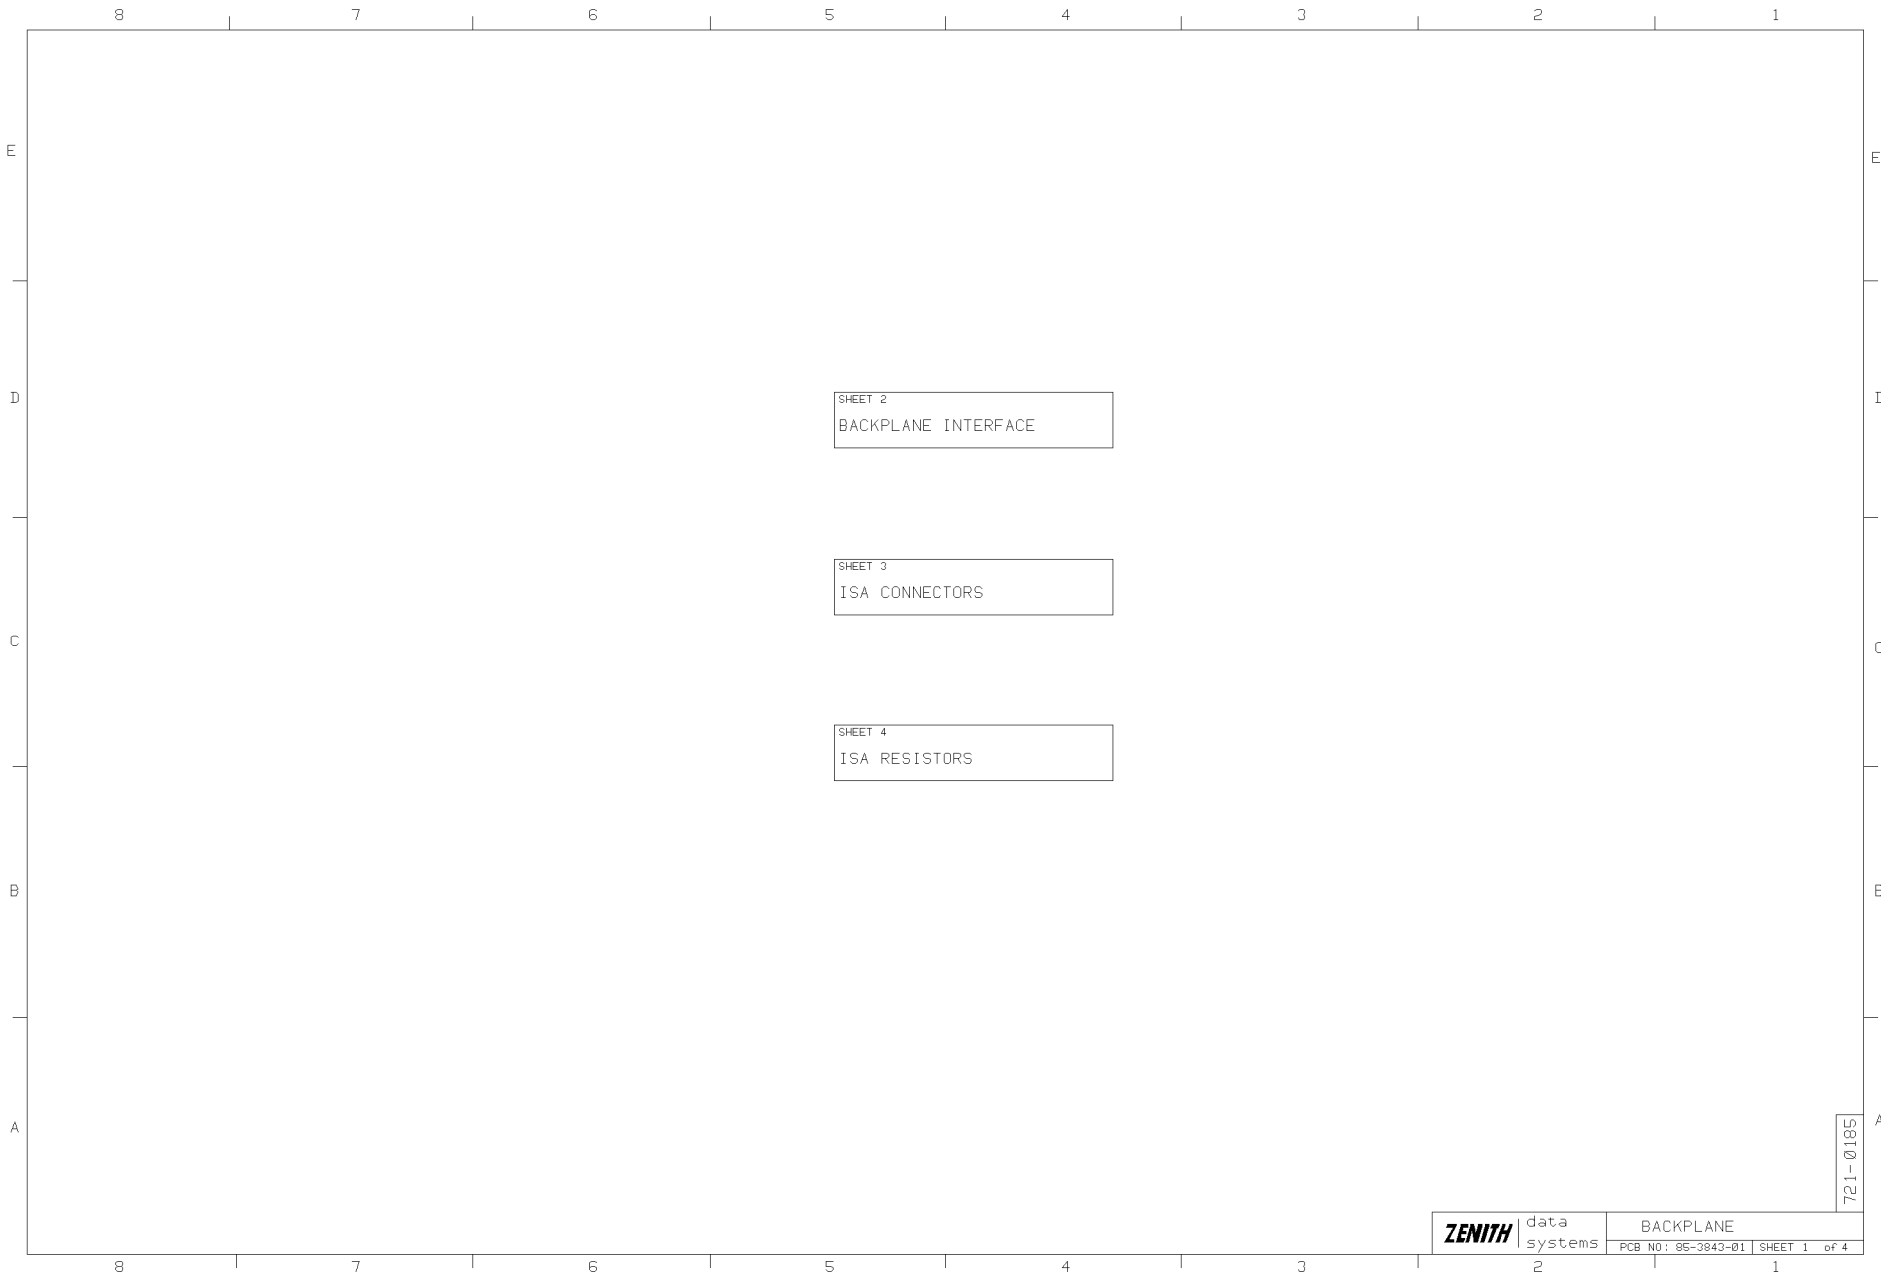 8 7 6 5 4 3 2 1
E E
D D
SHEET 2
BACKPLANE INTERFACE
SHEET 3
ISA CONNECTORS
C C
SHEET 4
ISA RESISTORS
B B
A A
721-0185
ZENITH data systems
BACKPLANE
PCB NO: 85-3843-01 SHEET 1 of 4
8 7 6 5 4 3 2 1